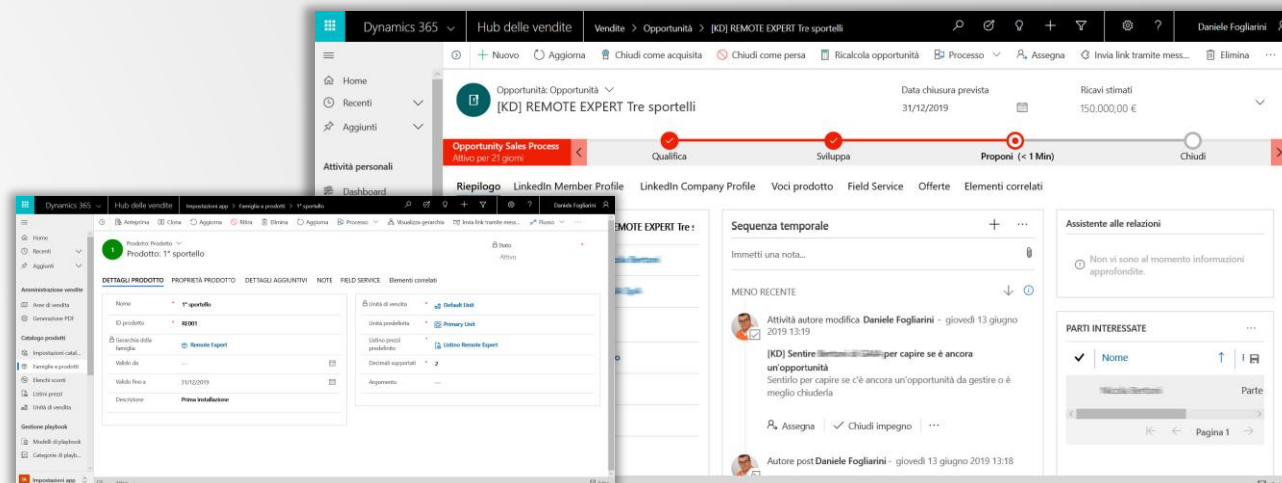 Dynamics 365
Hub delle vendite
Vendite > Opportunità > [KD] REMOTE EXPERT Tre sportelli
Daniele Fogliarini
Nuovo
Aggiorna
Chiudi come acquisita
Chiudi come persa
Ricalcola opportunità
Processo
Assegna
Invia link tramite mess...
Elimina
...
Home
Recenti
Aggiunti
Attività personali
Dashboard
Opportunità: Opportunità
[KD] REMOTE EXPERT Tre sportelli
Data chiusura prevista
31/12/2019
Ricavi stimati
150.000,00 €
Opportunity Sales Process
Attivo per 21 giorni
Qualifica
Sviluppa
Proponi (< 1 Min)
Chiudi
Riepilogo
LinkedIn Member Profile
LinkedIn Company Profile
Voci prodotto
Field Service
Offerte
Elementi correlati
EMOTE EXPERT Tre s
Sequenza temporale
Immetti una nota...
MENO RECENTE
Attività autore modifica Daniele Fogliarini - giovedì 13 giugno
2019 13:19
[KD] Sentire
per capire se è ancora
un'opportunità
Sentirlo per capire se c'è ancora un'opportunità da gestire o è
meglio chiuderla
Assegna
Chiudi impegno
...
Autore post Daniele Fogliarini - giovedì 13 giugno 2019 13:18
Assistente alle relazioni
Non vi sono al momento informazioni
approfondite.
PARTI INTERESSATE
...
Nome
Parte
Pagina 1
Dynamics 365
Hub delle vendite
Impostazioni app > Famiglie e prodotti > 1° sportello
Daniele Fogliarini
Anteprima
Clona
Aggiorna
Ritira
Elimina
Aggiorna
Processo
Visualizza gerarchia
Invia link tramite mess...
Flusso
Home
Recenti
Aggiunti
Amministrazione vendite
Aree di vendita
Generazione PDF
Catalogo prodotti
Impostazioni catal...
Famiglie e prodotti
Elenchi sconti
Listini prezzi
Unità di vendita
Gestione playbook
Modelli di playbook
Categorie di playb...
Impostazioni app
Prodotto: Prodotto
Prodotto: 1° sportello
Stato
Attivo
DETTAGLI PRODOTTO
PROPRIETÀ PRODOTTO
DETTAGLI AGGIUNTIVI
NOTE
FIELD SERVICE
Elementi correlati
Nome * 1° sportello
ID prodotto * RE001
Gerarchia della
famiglia
Remote Expert
Valido da ---
Valido fino a 31/12/2019
Descrizione Prima installazione
Unità di vendita * Default Unit
Unità predefinita * Primary Unit
Listino prezzi
predefinito
Listino Remote Expert
Decimali supportati * 2
Argomento ---